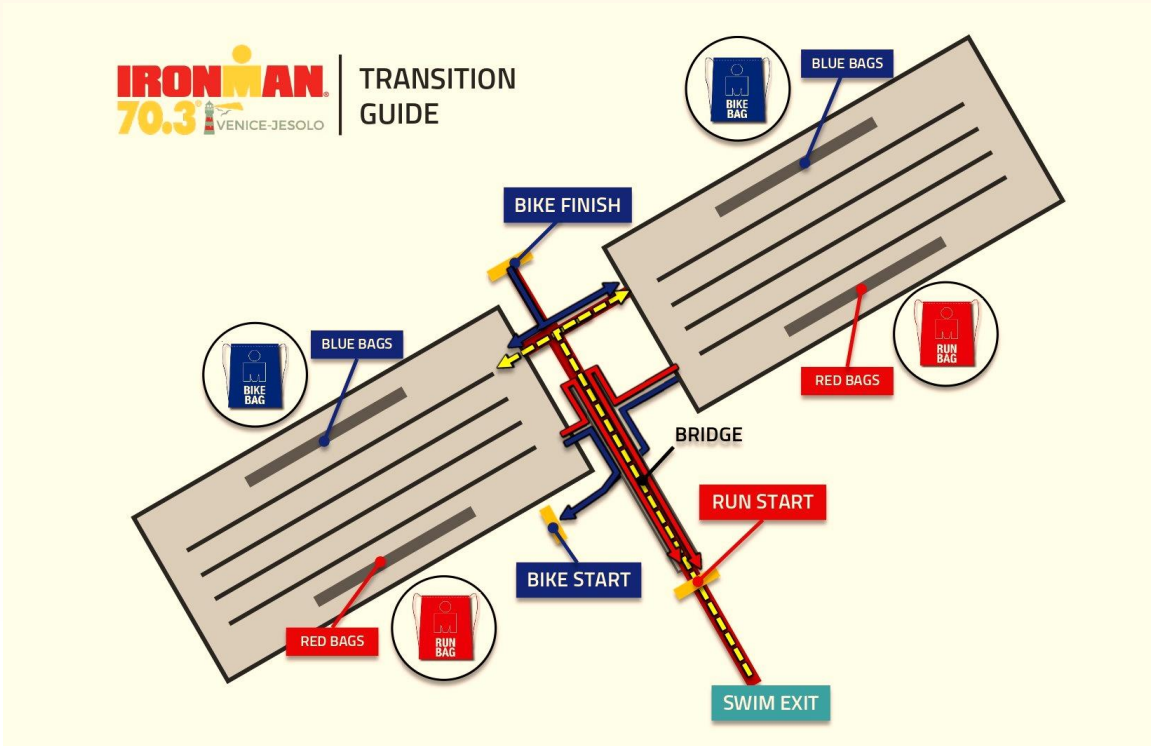 IRONMAN®
70.3®
VENICE-JESOLO
TRANSITION
GUIDE
BIKE
BAG
BLUE BAGS
BIKE FINISH
BLUE BAGS
BIKE
BAG
RUN
BAG
RED BAGS
BRIDGE
RUN START
BIKE START
RED BAGS
RUN
BAG
SWIM EXIT